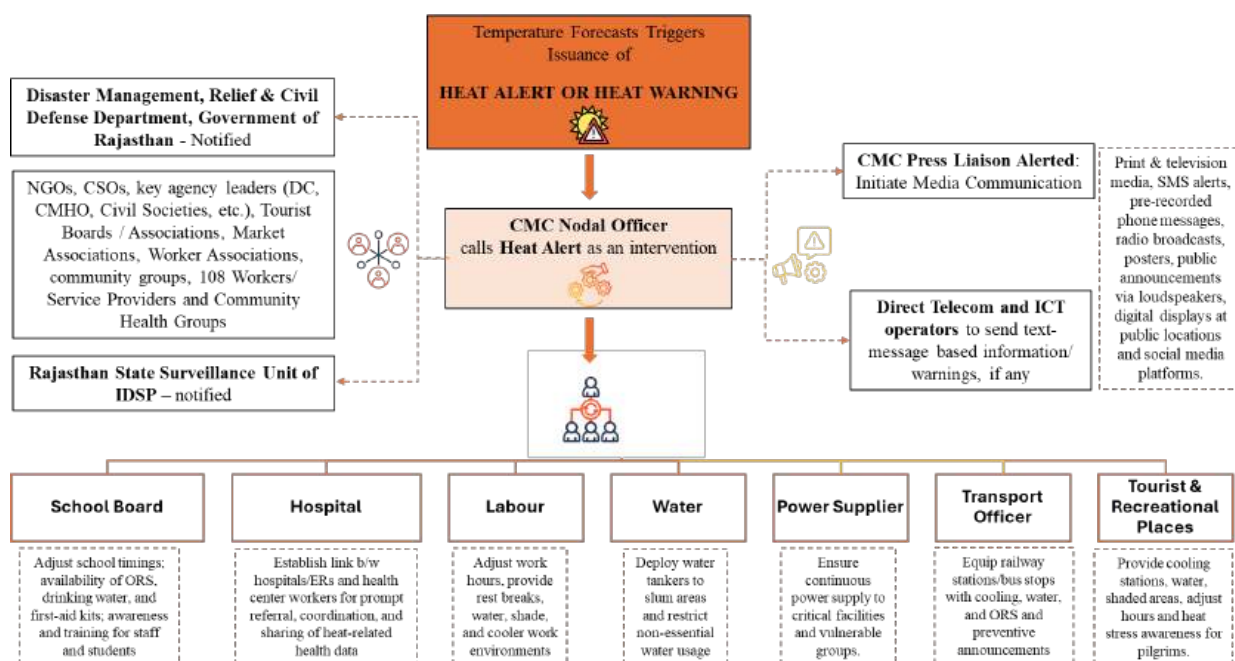 Temperature Forecasts Triggers
Issuance of
HEAT ALERT OR HEAT WARNING
Disaster Management, Relief & Civil
Defense Department, Government of
Rajasthan - Notified
NGOs, CSOs, key agency leaders (DC,
CMHO, Civil Societies, etc.), Tourist
Boards / Associations, Market
Associations, Worker Associations,
community groups, 108 Workers/
Service Providers and Community
Health Groups
Rajasthan State Surveillance Unit of
IDSP – notified
CMC Nodal Officer
calls Heat Alert as an intervention
CMC Press Liaison Alerted:
Initiate Media Communication
Direct Telecom and ICT
operators to send text-
message based information/
warnings, if any
Print & television
media, SMS alerts,
pre-recorded
phone messages,
radio broadcasts,
posters, public
announcements
via loudspeakers,
digital displays at
public locations
and social media
platforms.
School Board
Adjust school timings;
availability of ORS,
drinking water, and
first-aid kits; awareness
and training for staff
and students
Hospital
Establish link b/w
hospitals/ERs and health
center workers for prompt
referral, coordination, and
sharing of heat-related
health data
Labour
Adjust work
hours, provide
rest breaks,
water, shade,
and cooler work
environments
Water
Deploy water
tankers to
slum areas
and restrict
non-essential
water usage
Power Supplier
Ensure
continuous
power supply to
critical facilities
and vulnerable
groups.
Transport
Officer
Equip railway
stations/bus stops
with cooling, water,
and ORS and
preventive
announcements
Tourist &
Recreational
Places
Provide cooling
stations, water,
shaded areas, adjust
hours and heat
stress awareness for
pilgrims.